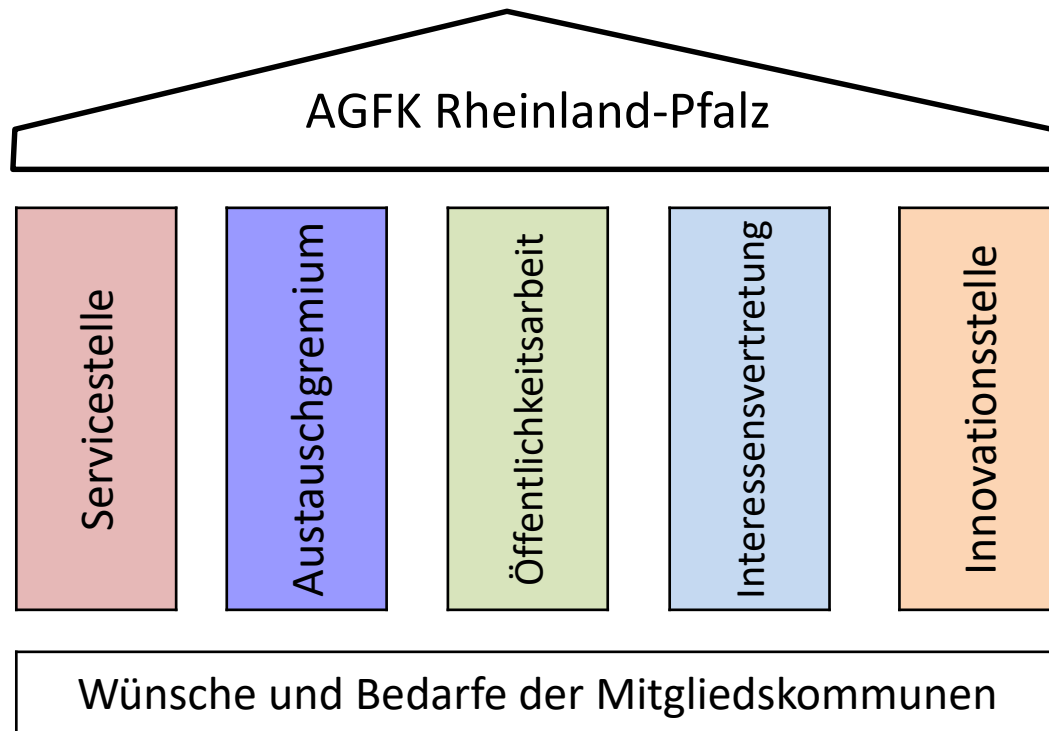 AGFK Rheinland-Pfalz
Servicestelle
Austauschgremium
Öffentlichkeitsarbeit
Interessensvertretung
Innovationsstelle
Wünsche und Bedarfe der Mitgliedskommunen